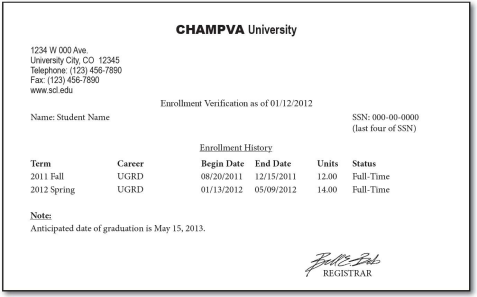 CHAMPVA University
1234 W 000 Ave.
University City, CO 12345
Telephone: (123) 456-7890
Fax: (123) 456-7890
www.scl.edu
Enrollment Verification as of 01/12/2012
Name: Student Name SSN: 000-00-0000
(last four of SSN)
Enrollment History
Term Career Begin Date End Date Units Status
2011 Fall UGRD 08/20/2011 12/15/2011 12.00 Full-Time
2012 Spring UGRD 01/13/2012 05/09/2012 14.00 Full-Time
Note:
Anticipated date of graduation is May 15, 2013.
Bill E. Bob
REGISTRAR